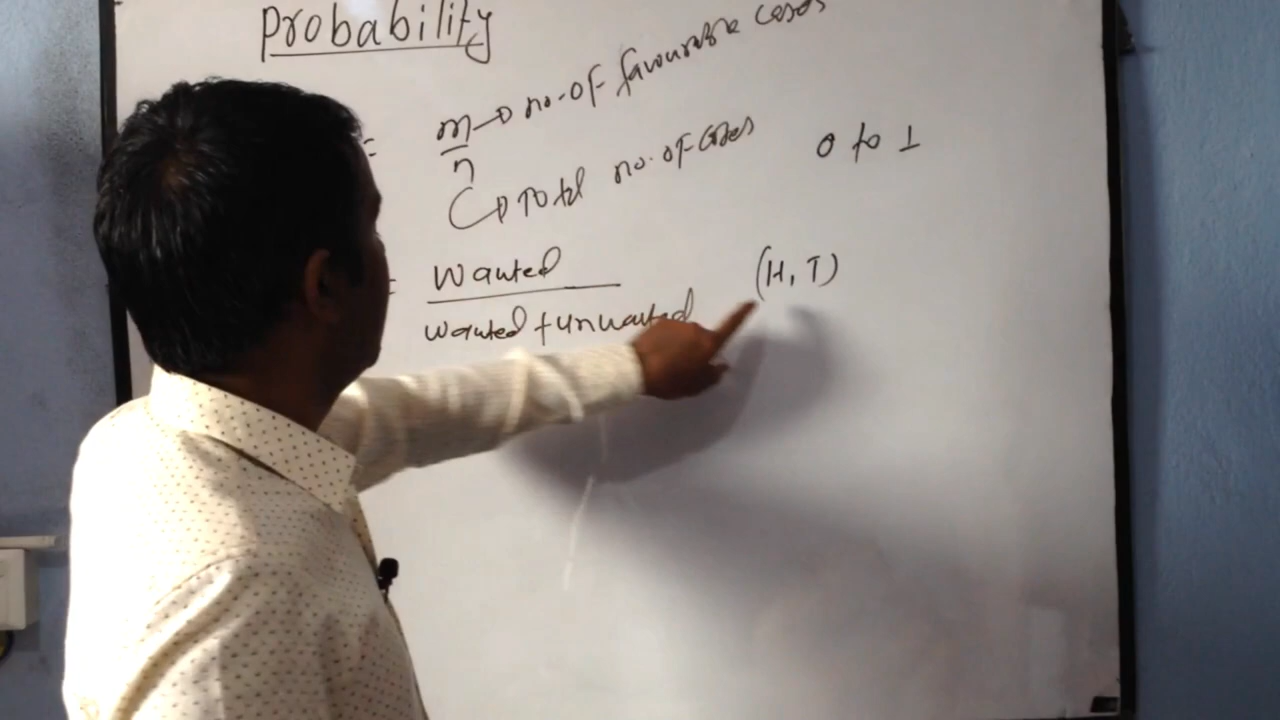 Probability
= m → no. of favourable cases
n
→ Total no. of cases
0 to 1
= Wanted
Wanted + unwanted
(H, T)